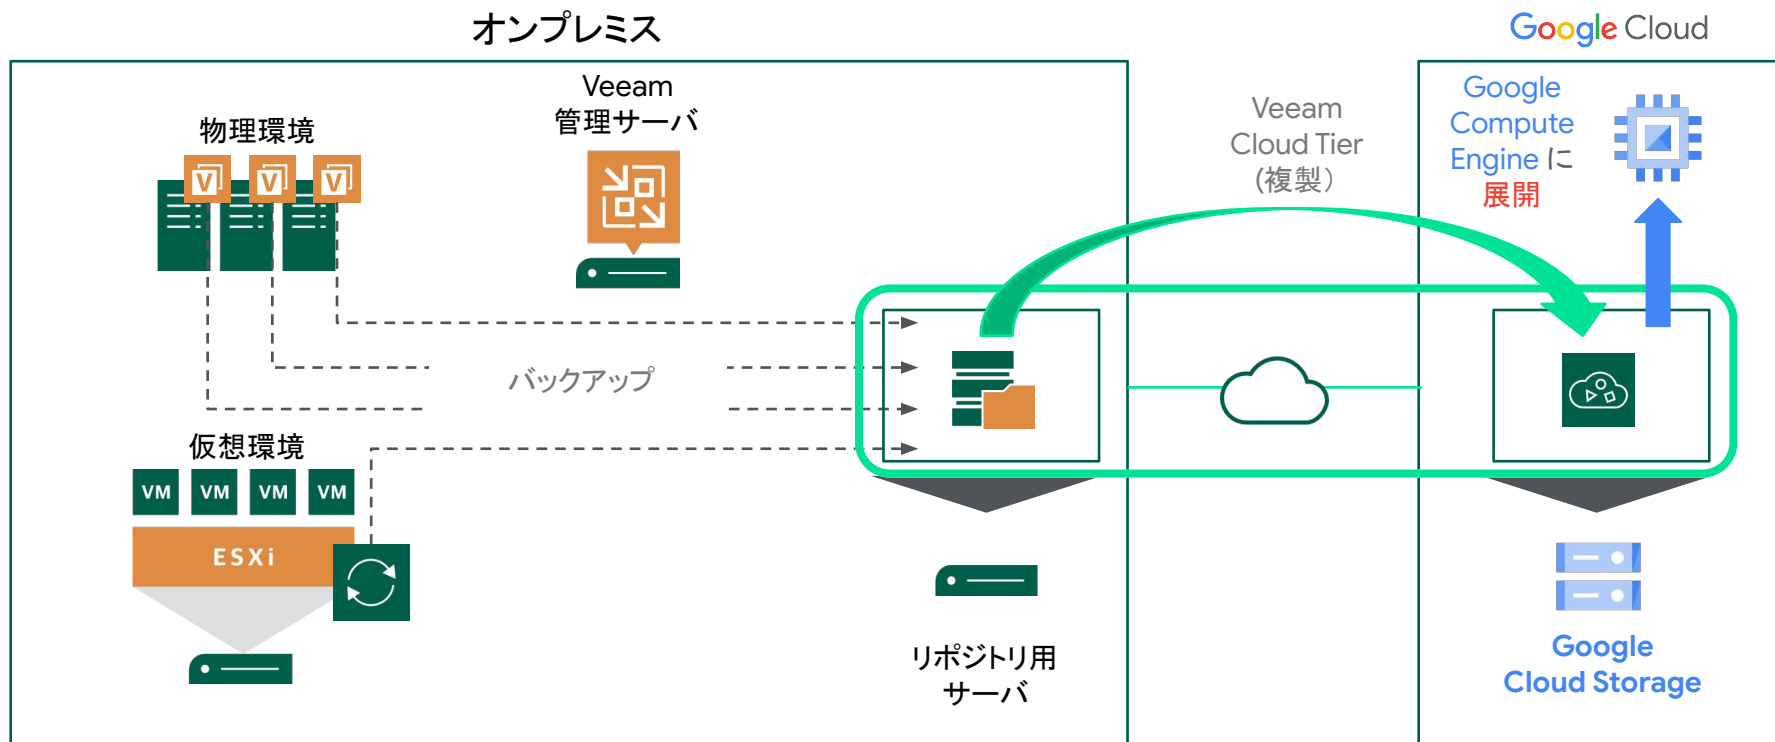 オンプレミス
Google Cloud
物理環境
V
V
V
Veeam
管理サーバ
Veeam
Cloud Tier
(複製）
Google
Compute
Engine に
展開
バックアップ
仮想環境
VM
VM
VM
VM
ESXi
リポジトリ用
サーバ
Google
Cloud Storage